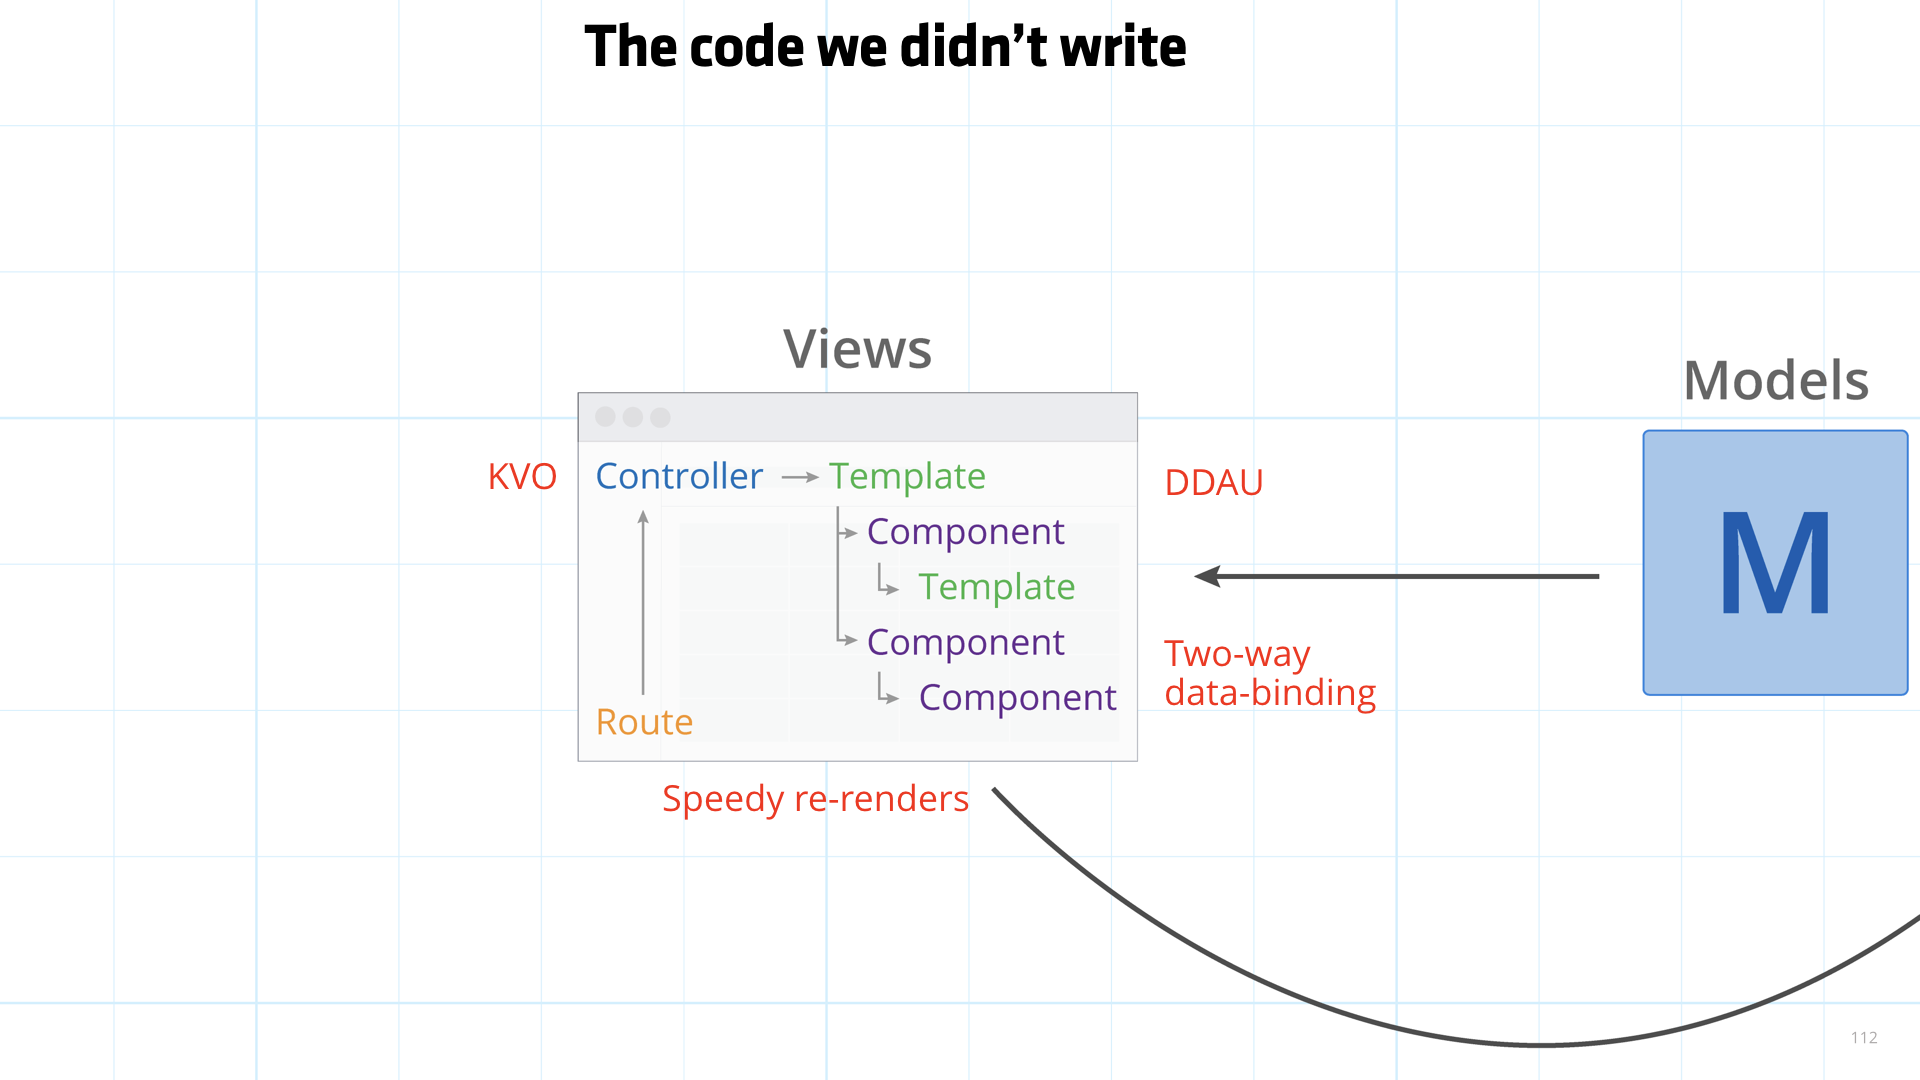 The code we didn’t write
Views
Models
KVO
Controller
Template
DDAU
Component
Template
M
Component
Two-way
data-binding
Component
Route
Speedy re-renders
112